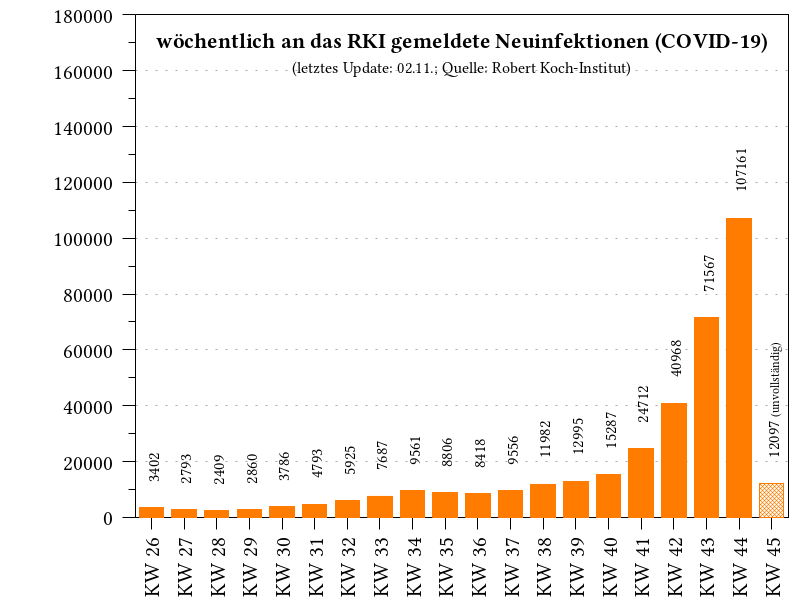 wöchentlich an das RKI gemeldete Neuinfektionen (COVID-19)
(letztes Update: 02.11.; Quelle: Robert Koch-Institut)
180000
160000
140000
120000
100000
80000
60000
40000
20000
0
3402
2793
2409
2860
3786
4793
5925
7687
9561
8806
8418
9556
11982
12995
15287
24712
40968
71567
107161
12097 (unvollständig)
KW 26
KW 27
KW 28
KW 29
KW 30
KW 31
KW 32
KW 33
KW 34
KW 35
KW 36
KW 37
KW 38
KW 39
KW 40
KW 41
KW 42
KW 43
KW 44
KW 45